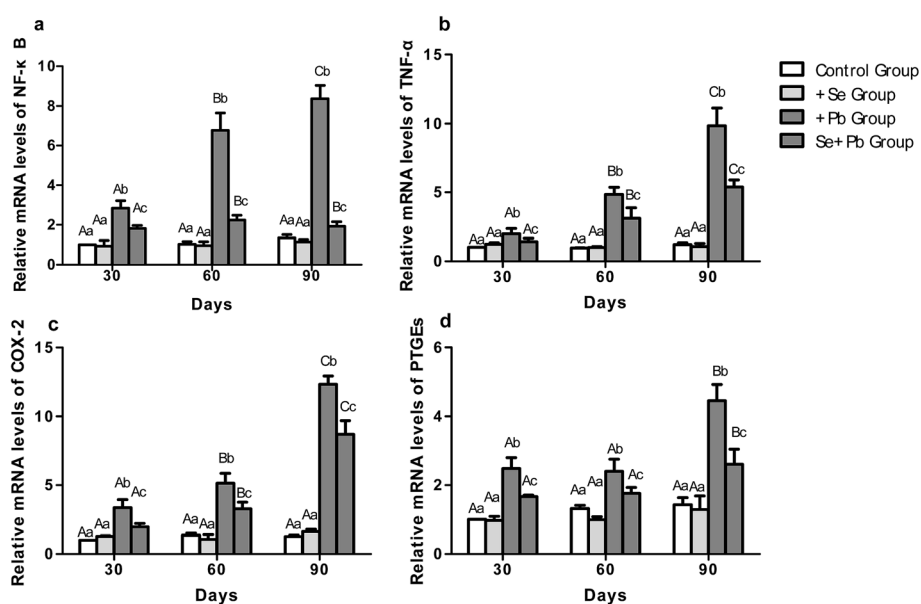 a
Relative mRNA levels of NF-κ B
10
8
6
4
2
0
Aa
Aa
Ab
Ac
Aa
Aa
Bb
Bc
Aa
Aa
Cb
Bc
30
60
90
Days
b
Relative mRNA levels of TNF-α
15
10
5
0
Aa
Aa
Ab
Ac
Aa
Aa
Bb
Bc
Aa
Aa
Cb
Cc
30
60
90
Days
Control Group
+Se Group
+Pb Group
Se+Pb Group
c
Relative mRNA levels of COX-2
15
10
5
0
Aa
Aa
Ab
Ac
Aa
Aa
Bb
Bc
Aa
Aa
Cb
Cc
30
60
90
Days
d
Relative mRNA levels of PTGEs
6
4
2
0
Aa
Aa
Ab
Ac
Aa
Aa
Ab
Ac
Aa
Aa
Bb
Bc
30
60
90
Days